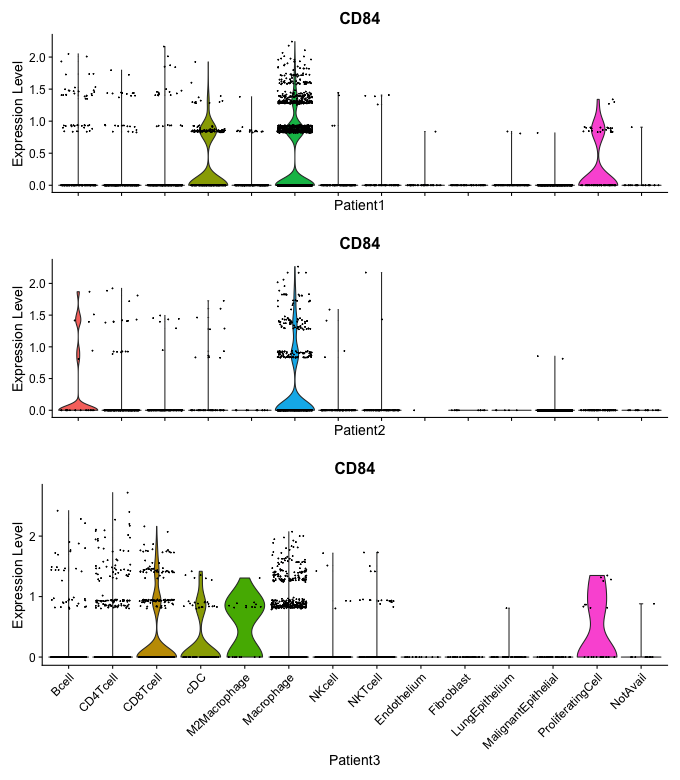 CD84
Expression Level
2.0
1.5
1.0
0.5
0.0
Patient1
CD84
Expression Level
2.0
1.5
1.0
0.5
0.0
Patient2
CD84
Expression Level
2
1
0
Bcell
CD4Tcell
CD8Tcell
cDC
M2Macrophage
Macrophage
NKcell
NKTcell
Endothelium
Fibroblast
LungEpithelium
MalignantEpithelial
ProliferatingCell
NotAvail
Patient3